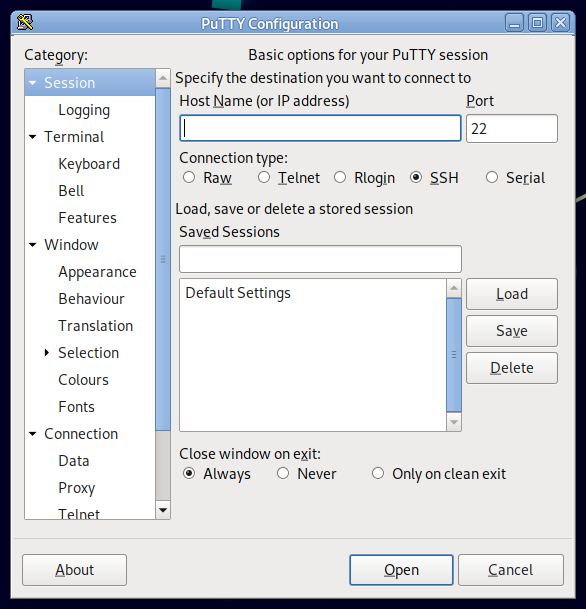 PuTTY Configuration
Category:
Session
Logging
Terminal
Keyboard
Bell
Features
Window
Appearance
Behaviour
Translation
Selection
Colours
Fonts
Connection
Data
Proxy
Telnet
Basic options for your PuTTY session
Specify the destination you want to connect to
Host Name (or IP address) Port
22
Connection type:
Raw Telnet Rlogin SSH Serial
Load, save or delete a stored session
Saved Sessions
Default Settings
Load
Save
Delete
Close window on exit:
Always Never Only on clean exit
About Open Cancel